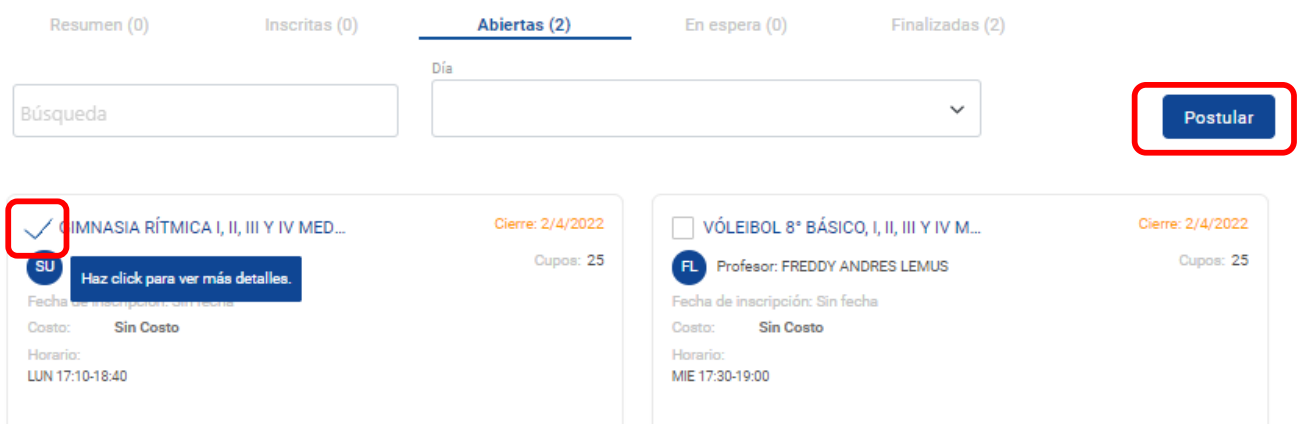 Resumen (0) Inscritas (0) Abiertas (2) En espera (0) Finalizadas (2)
Día
Búsqueda
Postular
GIMNASIA RÍTMICA I, II, III Y IV MED... Cierre: 2/4/2022
SU Cupos: 25
Haz click para ver más detalles.
Fecha de inscripción: Sin fecha
Costo: Sin Costo
Horario:
LUN 17:10-18:40
VÓLEIBOL 8° BÁSICO, I, II, III Y IV M... Cierre: 2/4/2022
FL Profesor: FREDDY ANDRES LEMUS Cupos: 25
Fecha de inscripción: Sin fecha
Costo: Sin Costo
Horario:
MIE 17:30-19:00